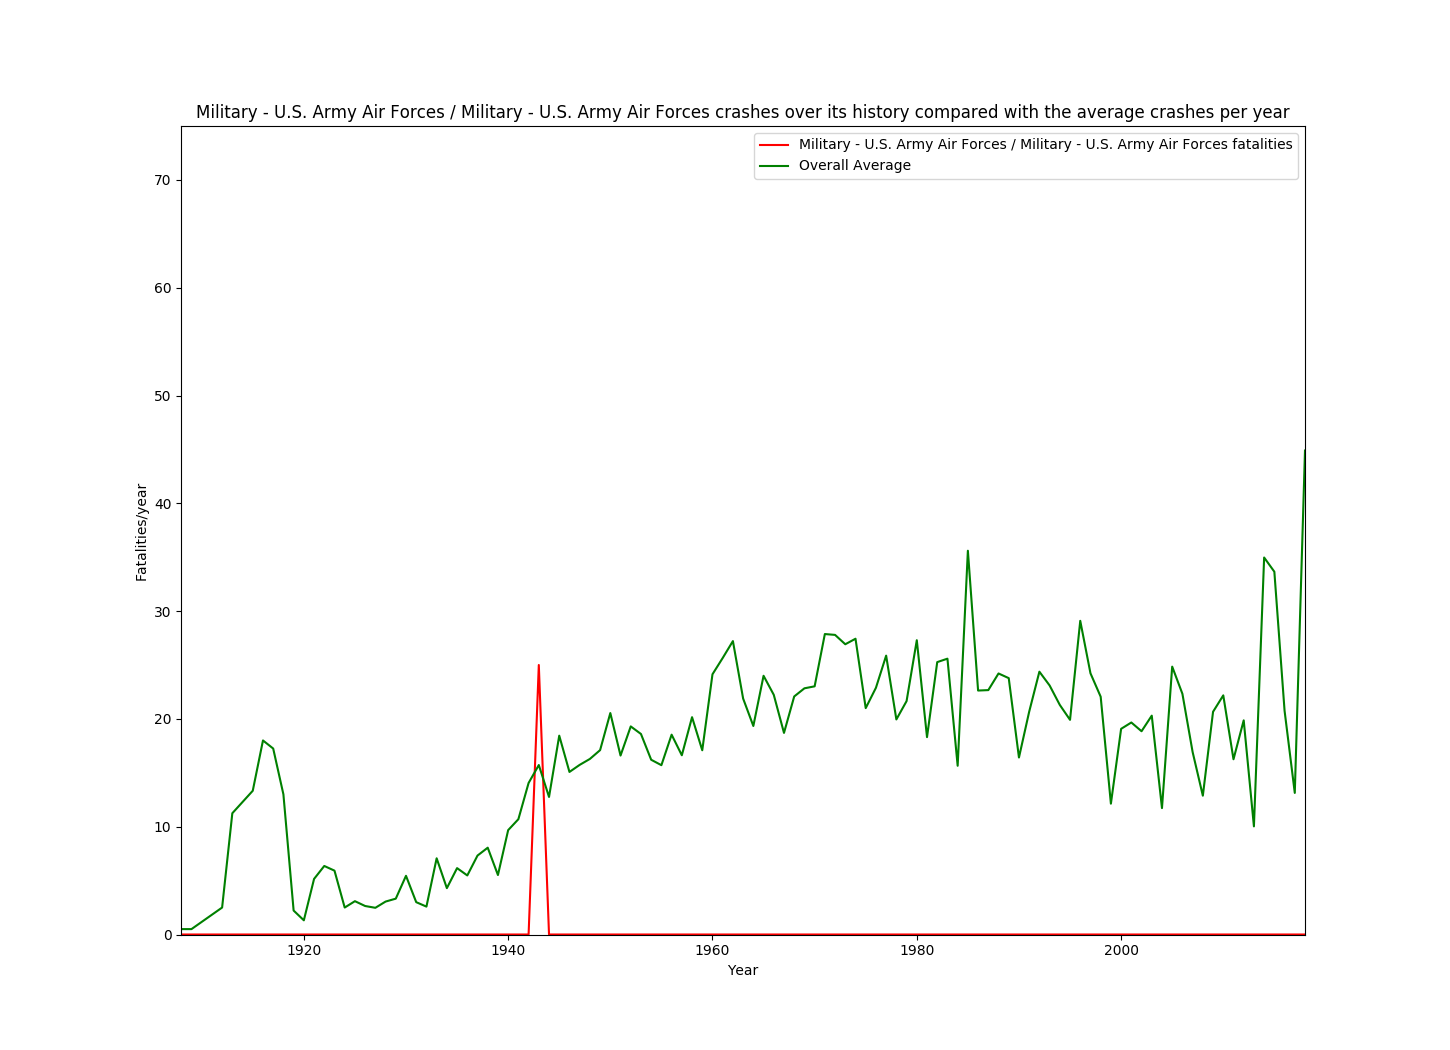 Military - U.S. Army Air Forces / Military - U.S. Army Air Forces crashes over its history compared with the average crashes per year
Military - U.S. Army Air Forces / Military - U.S. Army Air Forces fatalities
Overall Average
70
60
50
40
30
20
10
0
Fatalities/year
1920 1940 1960 1980 2000
Year